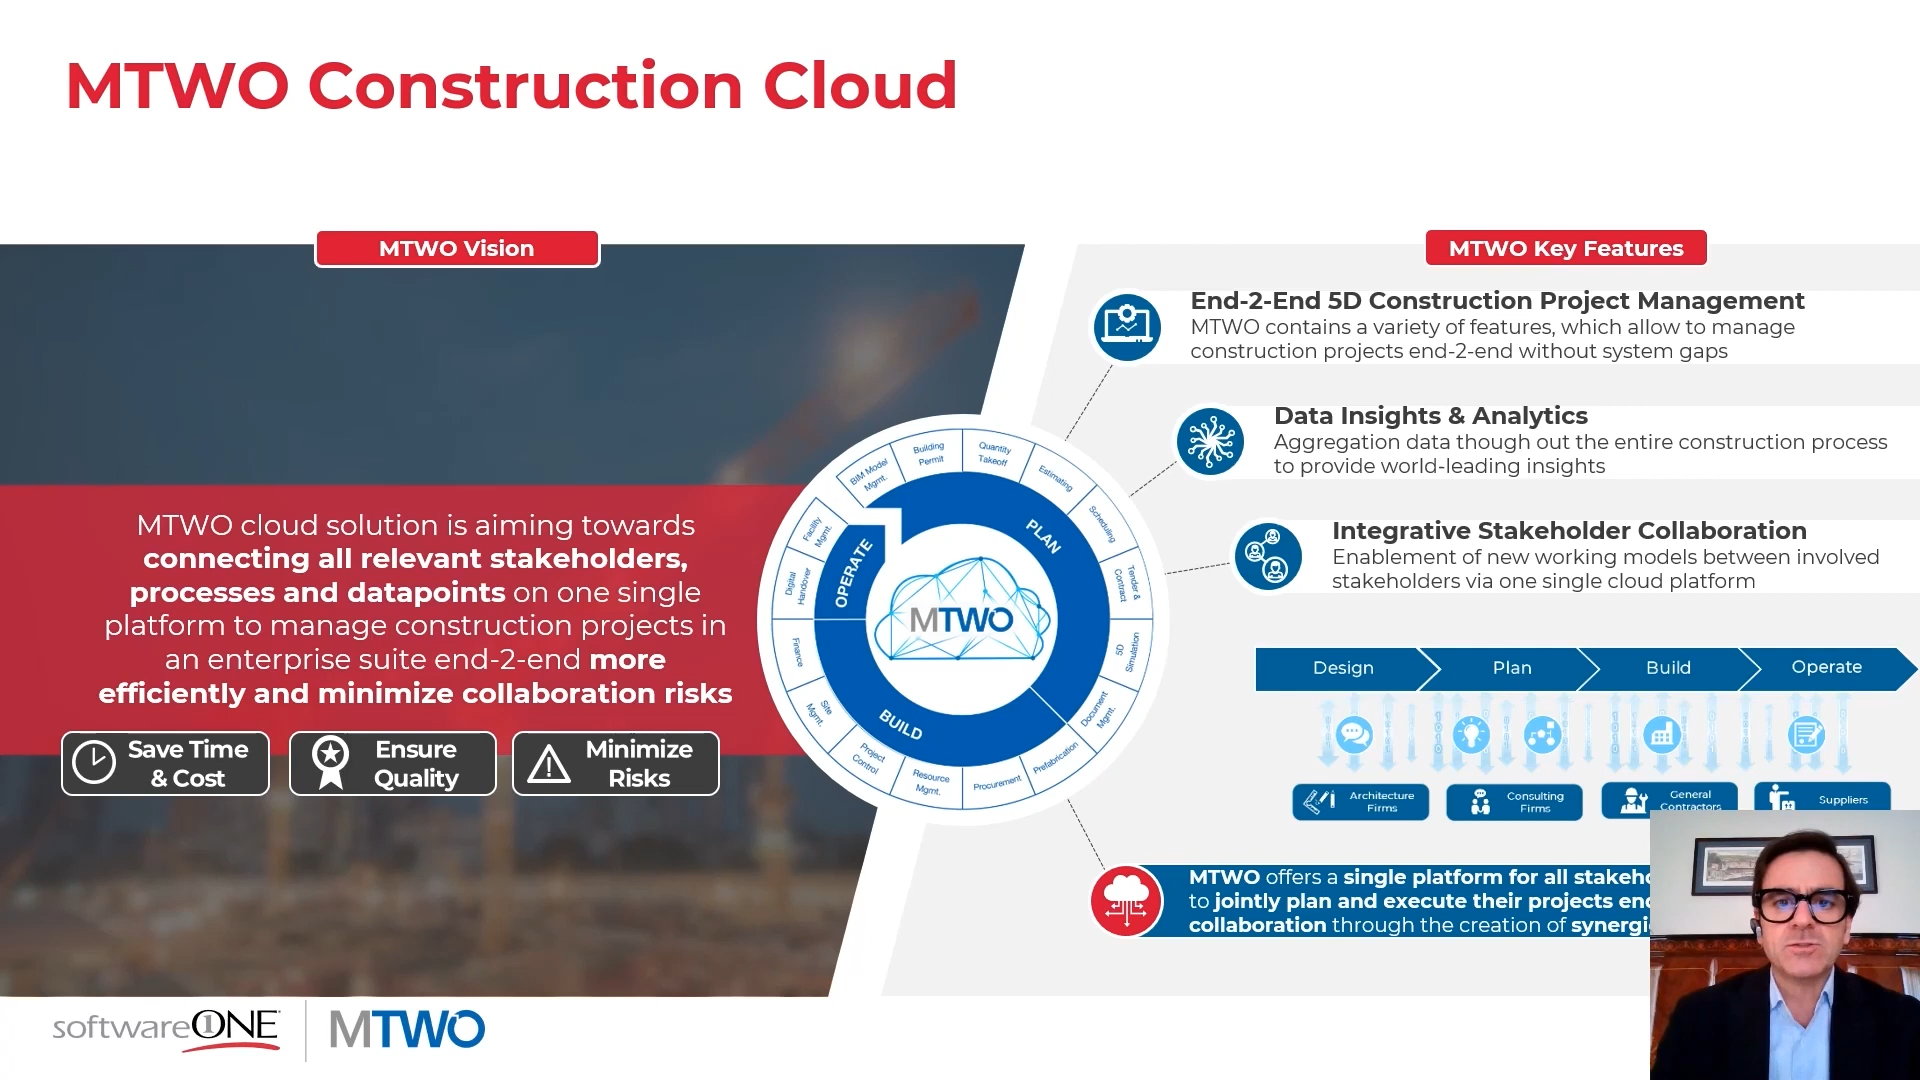 MTWO Construction Cloud
MTWO Vision
MTWO cloud solution is aiming towards
connecting all relevant stakeholders,
processes and datapoints on one single
platform to manage construction projects in
an enterprise suite end-2-end more
efficiently and minimize collaboration risks
Save Time
& Cost
Ensure
Quality
Minimize
Risks
BIM Model
Mgmt.
Building
Permit
Quantity
Takeoff
Estimating
Scheduling
Tender &
Contract
5D
Simulation
Document
Mgmt.
Prefabrication
Procurement
Resource
Mgmt.
Project
Control
Site
Mgmt.
Finance
Digital
Handover
Facility
Mgmt.
PLAN
BUILD
OPERATE
MTWO
MTWO Key Features
End-2-End 5D Construction Project Management
MTWO contains a variety of features, which allow to manage
construction projects end-2-end without system gaps
Data Insights & Analytics
Aggregation data though out the entire construction process
to provide world-leading insights
Integrative Stakeholder Collaboration
Enablement of new working models between involved
stakeholders via one single cloud platform
Design
Plan
Build
Operate
Architecture
Firms
Consulting
Firms
General
Contractors
Suppliers
MTWO offers a single platform for all
to jointly plan and execute their projects
collaboration through the creation of
softwareONE
MTWO